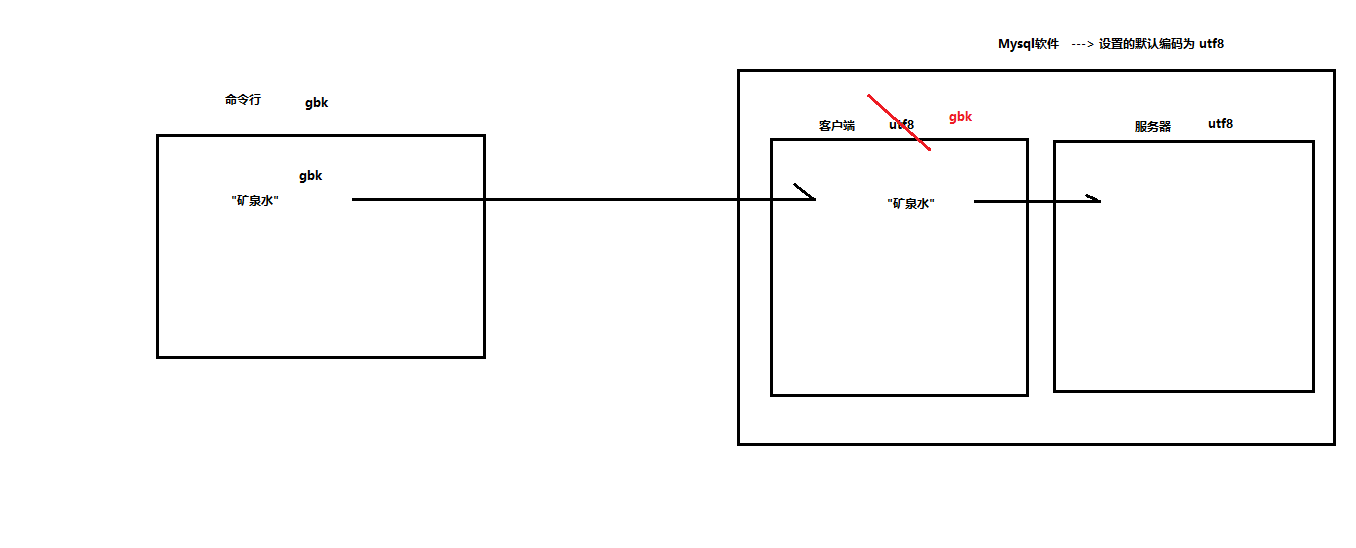 Mysql软件 ---> 设置的默认编码为 utf8
命令行 gbk
客户端 utf8 gbk
服务器 utf8
gbk
"矿泉水"
"矿泉水"